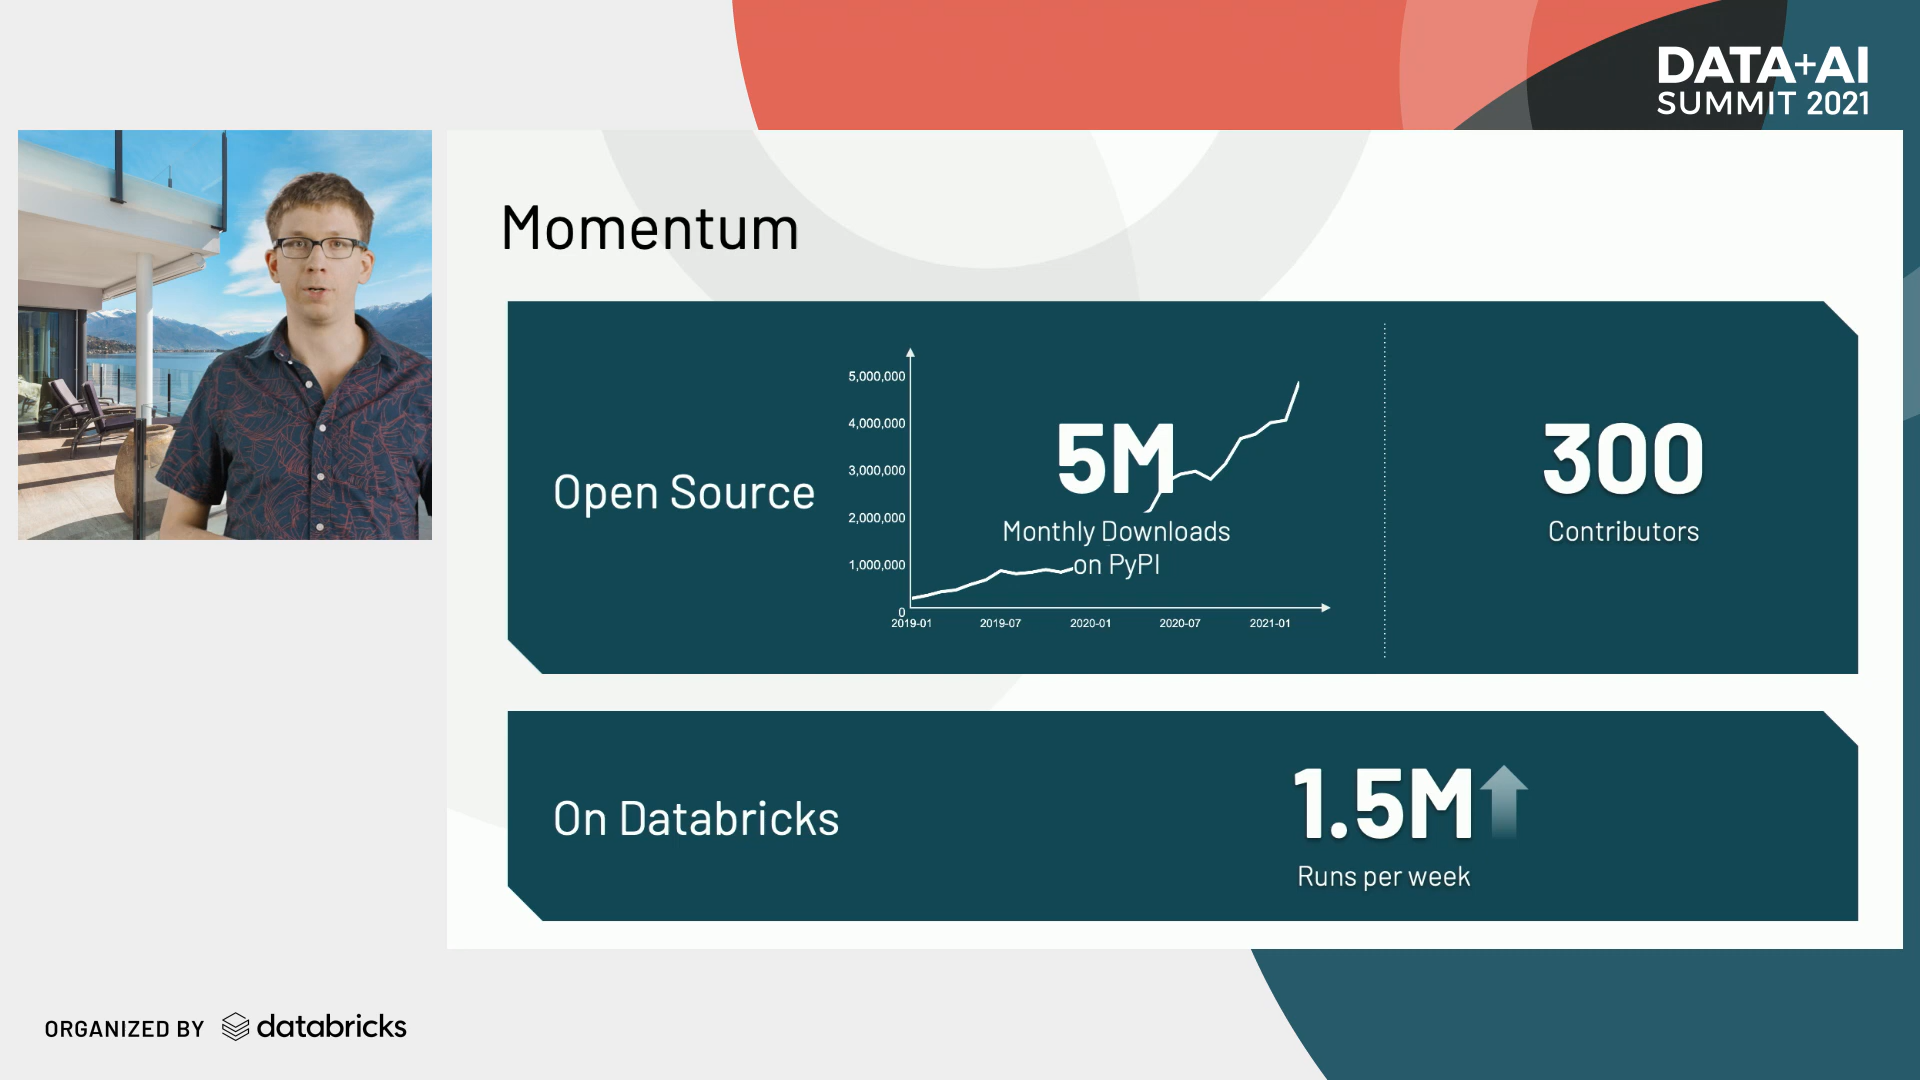 DATA+AI
SUMMIT 2021
Momentum
Open Source
5,000,000
4,000,000
3,000,000
2,000,000
1,000,000
0
2019-01
2019-07
2020-01
2020-07
2021-01
5M
Monthly Downloads
on PyPI
300
Contributors
On Databricks
1.5M
Runs per week
ORGANIZED BY databricks